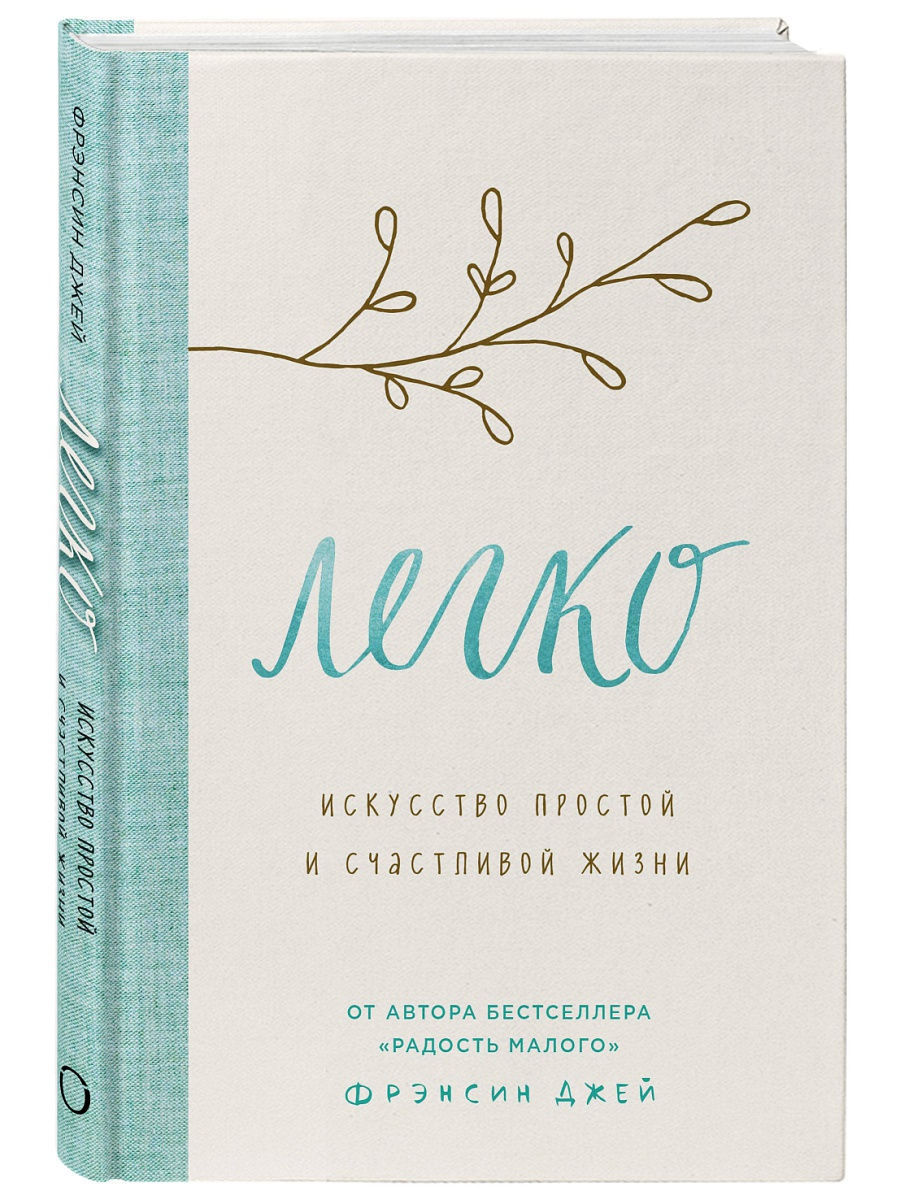 ФРЭНСИН ДЖЕЙ
Легко
ИСКУССТВО ПРОСТОЙ
И СЧАСТЛИВОЙ ЖИЗНИ
Легко
ИСКУССТВО ПРОСТОЙ
И СЧАСТЛИВОЙ ЖИЗНИ
ОТ АВТОРА БЕСТСЕЛЛЕРА
«РАДОСТЬ МАЛОГО»
ФРЭНСИН ДЖЕЙ